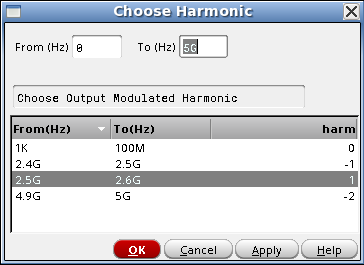 Choose Harmonic
From (Hz) 0 To (Hz) 5G
Choose Output Modulated Harmonic
From(Hz) To(Hz) harm
1K 100M 0
2.4G 2.5G -1
2.5G 2.6G 1
4.9G 5G -2
OK Cancel Apply Help